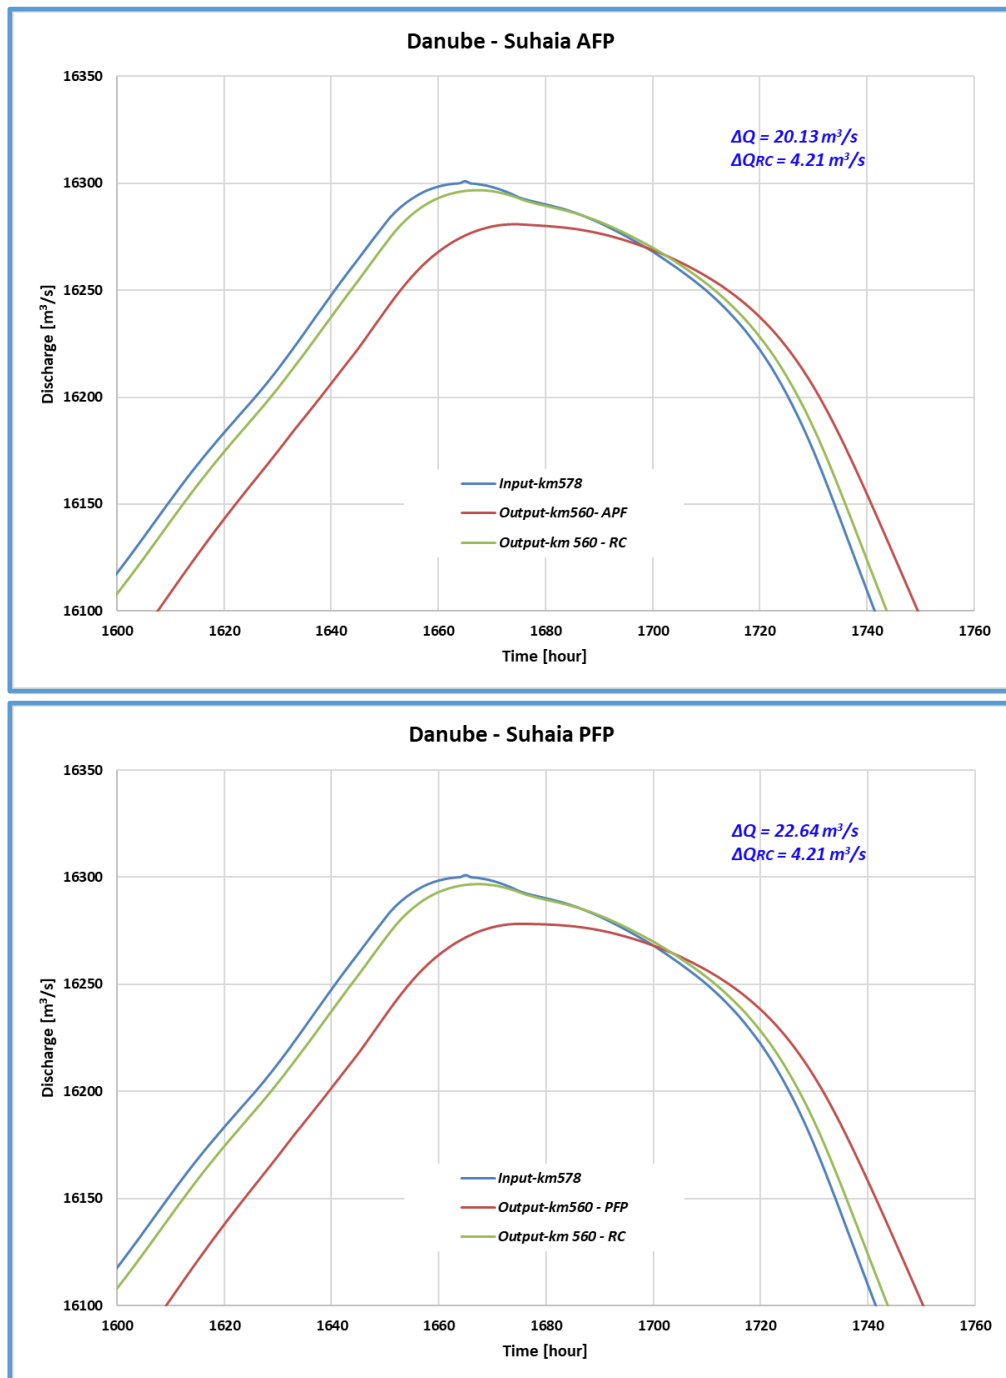 Danube - Suhaia AFP
16350
16300
16250
16200
16150
16100
Discharge [m³/s]
ΔQ = 20.13 m³/s
ΔQRC = 4.21 m³/s
Input-km578
Output-km560- APF
Output-km 560 - RC
1600 1620 1640 1660 1680 1700 1720 1740 1760
Time [hour]
Danube - Suhaia PFP
16350
16300
16250
16200
16150
16100
Discharge [m³/s]
ΔQ = 22.64 m³/s
ΔQRC = 4.21 m³/s
Input-km578
Output-km560 - PFP
Output-km 560 - RC
1600 1620 1640 1660 1680 1700 1720 1740 1760
Time [hour]